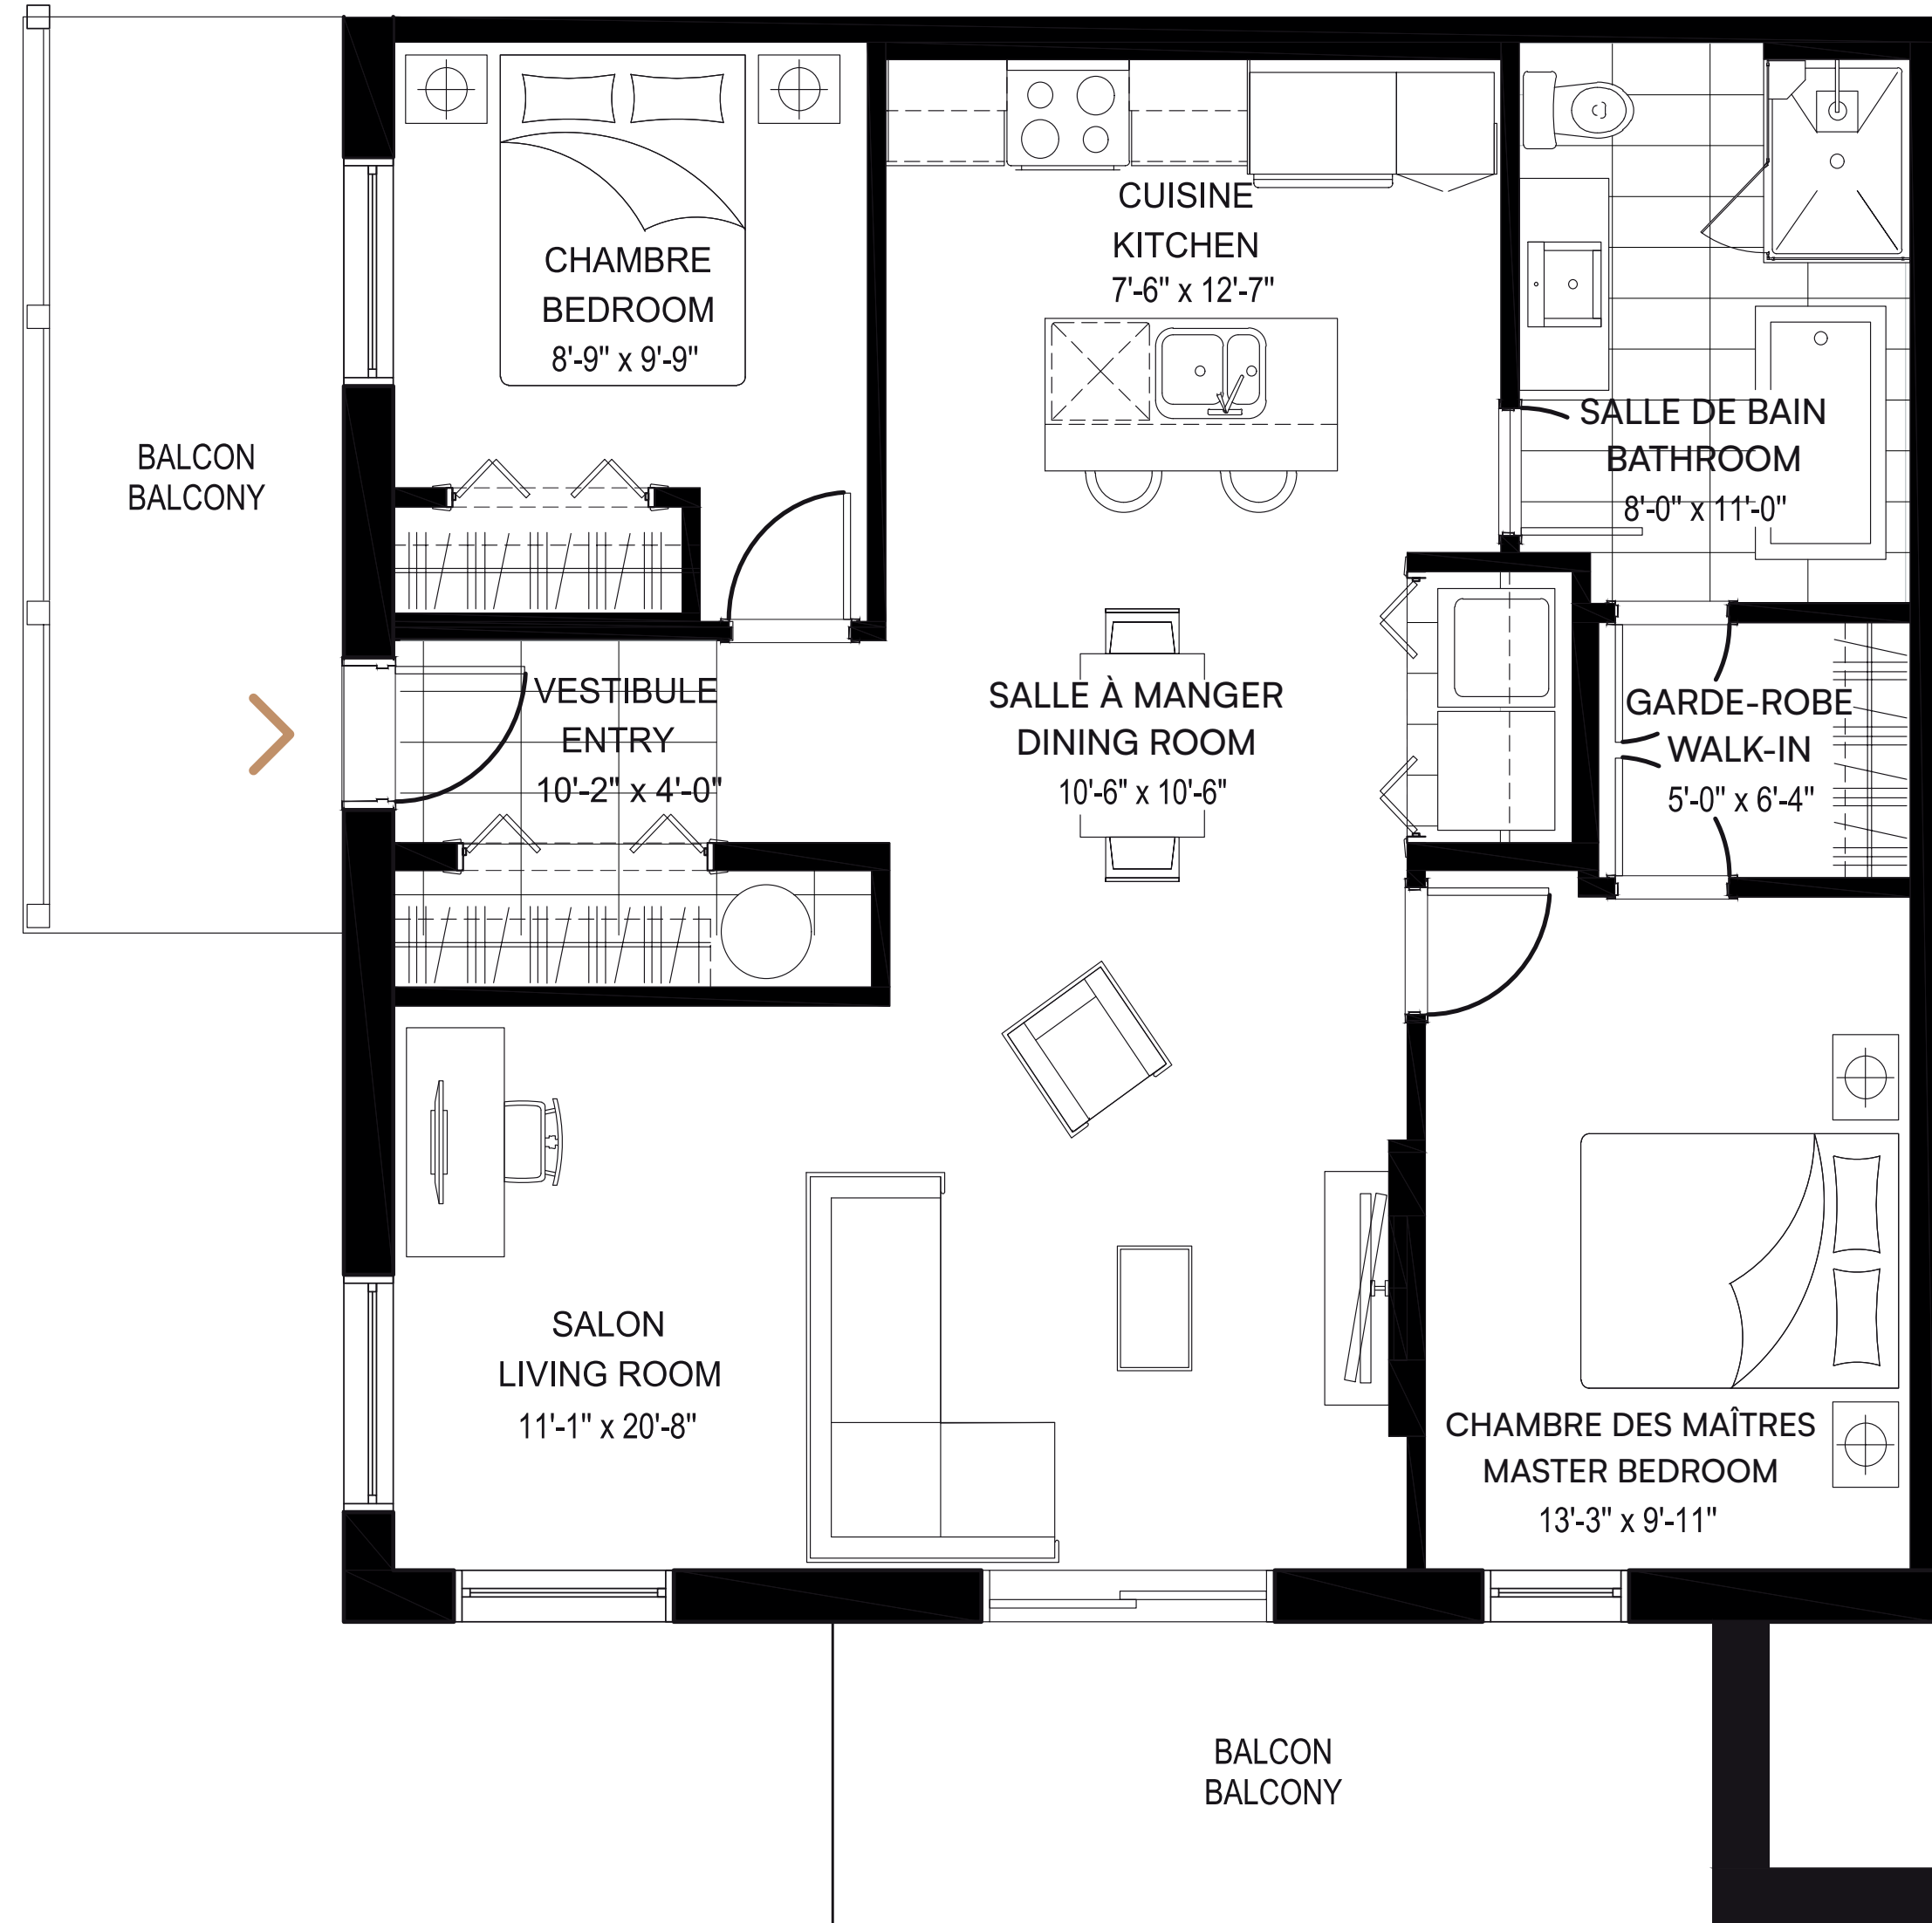 CHAMBRE
BEDROOM
8'-9" x 9'-9"
CUISINE
KITCHEN
7'-6" x 12'-7"
SALLE DE BAIN
BATHROOM
8'-0" x 11'-0"
BALCON
BALCONY
VESTIBULE
ENTRY
10'-2" x 4'-0"
SALLE À MANGER
DINING ROOM
10'-6" x 10'-6"
GARDE-ROBE
WALK-IN
5'-0" x 6'-4"
SALON
LIVING ROOM
11'-1" x 20'-8"
CHAMBRE DES MAÎTRES
MASTER BEDROOM
13'-3" x 9'-11"
BALCON
BALCONY